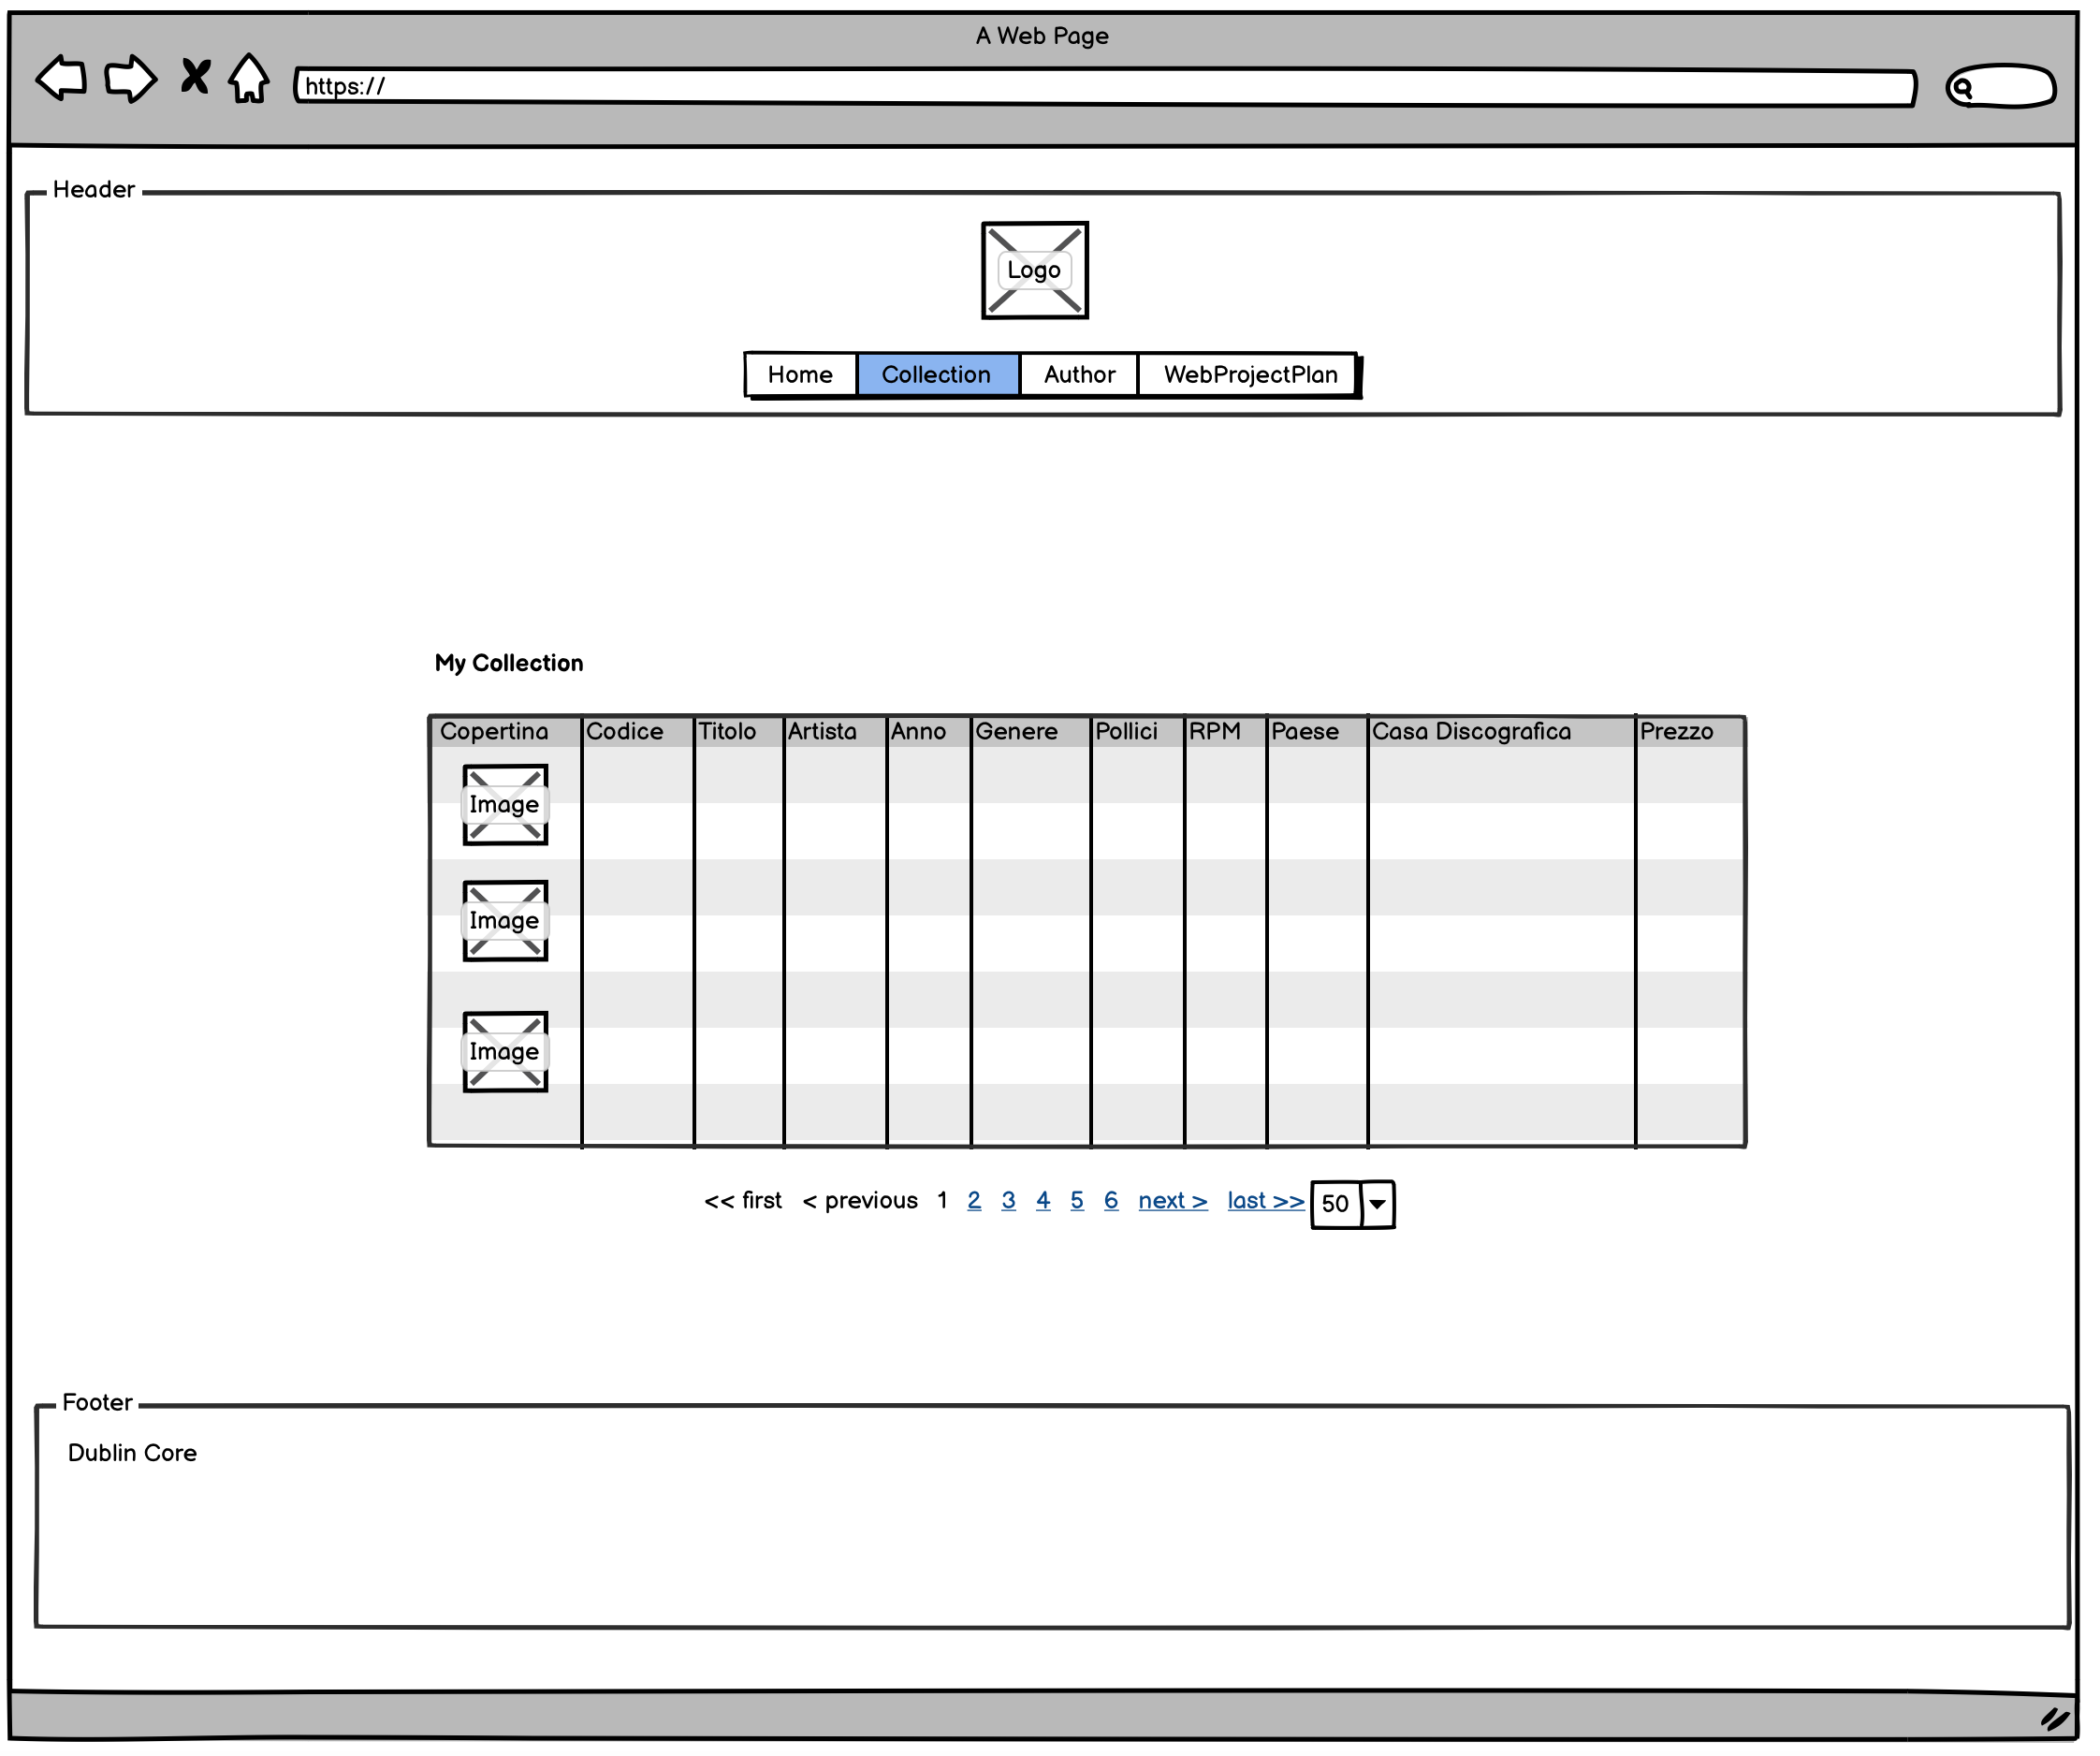 A Web Page
https://
Header
Logo
Home Collection Author WebProjectPlan
My Collection
Copertina Codice Titolo Artista Anno Genere Pollici RPM Paese Casa Discografica Prezzo
Image
Image
Image
<< first < previous 1 2 3 4 5 6 next > last >> 50
Footer
Dublin Core